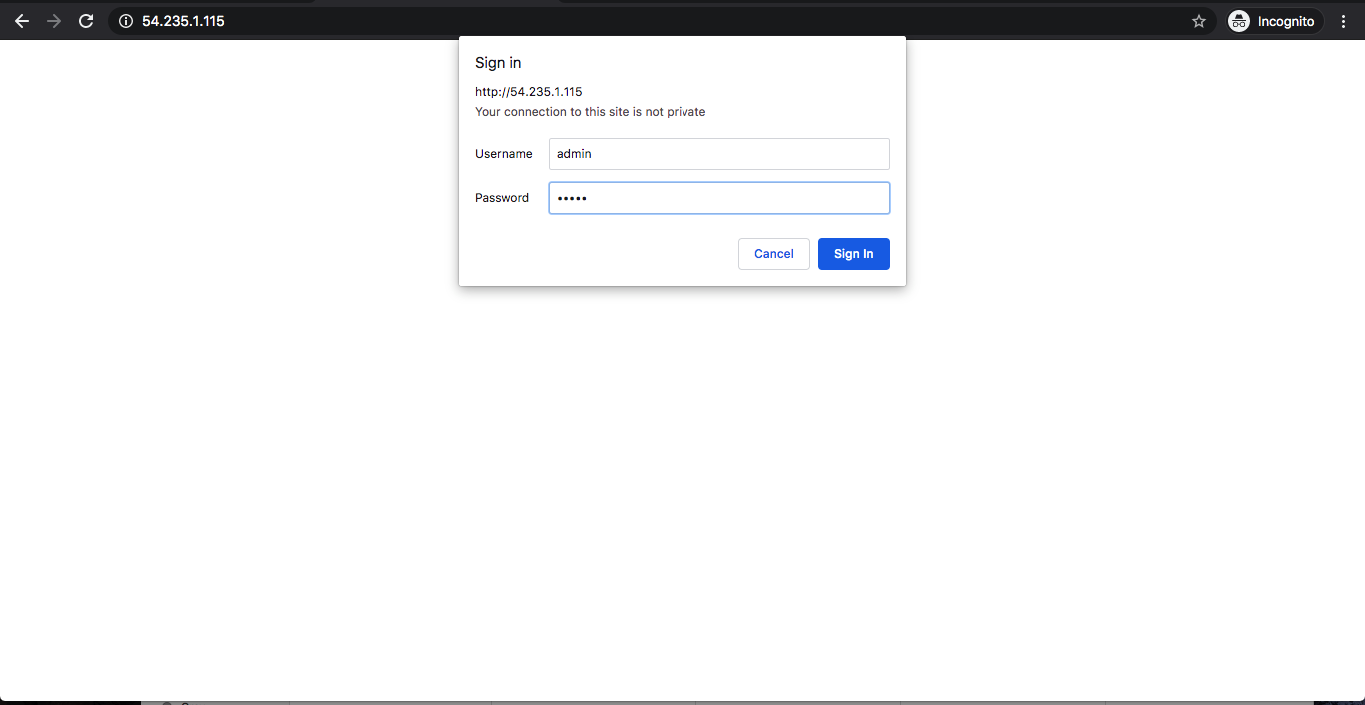 54.235.1.115
Incognito
Sign in
http://54.235.1.115
Your connection to this site is not private
Username admin
Password •••••
Cancel Sign In